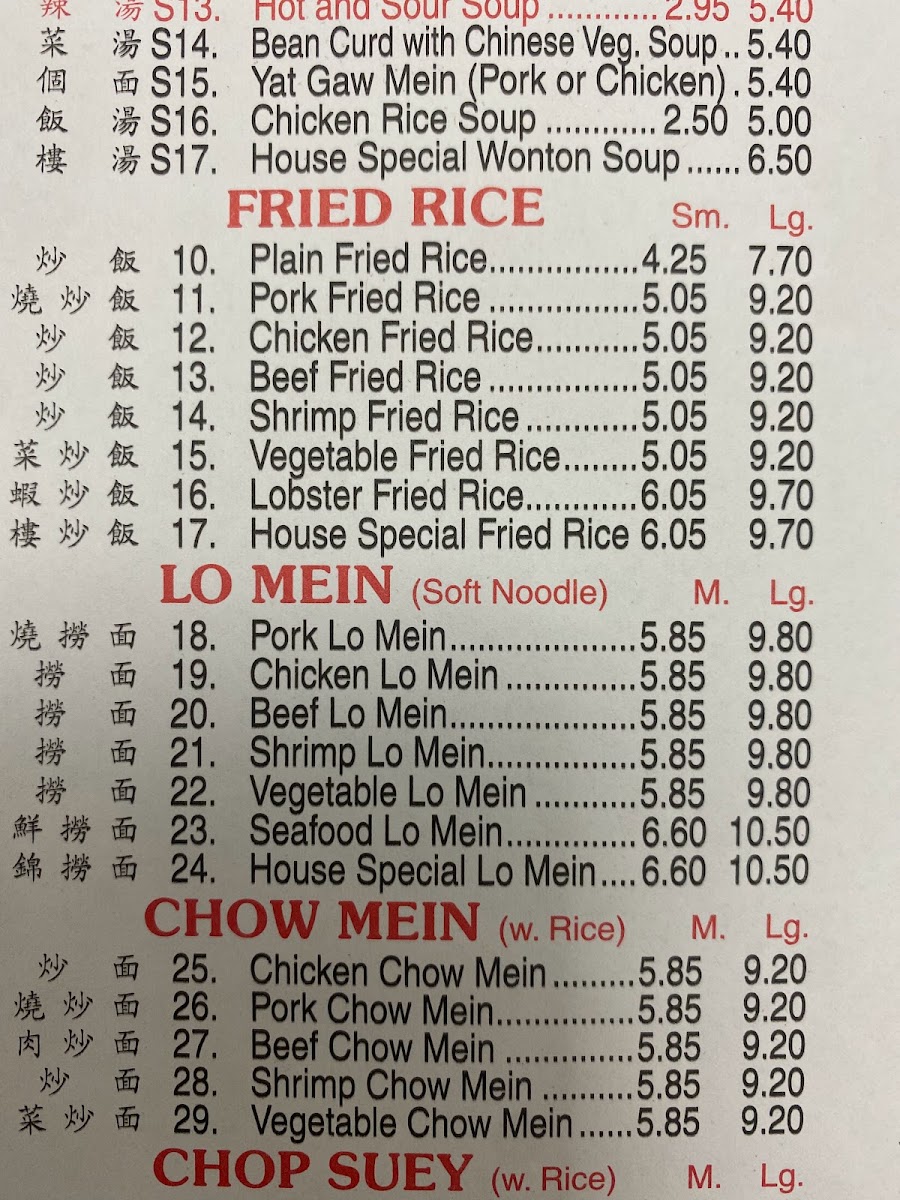 辣 湯 S13. Hot and Sour Soup ............ 2.95 5.40
菜 湯 S14. Bean Curd with Chinese Veg. Soup .. 5.40
個 面 S15. Yat Gaw Mein (Pork or Chicken) . 5.40
飯 湯 S16. Chicken Rice Soup ............ 2.50 5.00
樓 湯 S17. House Special Wonton Soup ...... 6.50
FRIED RICE Sm. Lg.
炒 飯 10. Plain Fried Rice................. 4.25 7.70
燒 炒 飯 11. Pork Fried Rice ................. 5.05 9.20
炒 飯 12. Chicken Fried Rice........... 5.05 9.20
炒 飯 13. Beef Fried Rice ................. 5.05 9.20
炒 飯 14. Shrimp Fried Rice ............. 5.05 9.20
菜 炒 飯 15. Vegetable Fried Rice........ 5.05 9.20
蝦 炒 飯 16. Lobster Fried Rice............ 6.05 9.70
樓 炒 飯 17. House Special Fried Rice 6.05 9.70
LO MEIN (Soft Noodle) M. Lg.
燒 撈 面 18. Pork Lo Mein..................... 5.85 9.80
撈 面 19. Chicken Lo Mein ............... 5.85 9.80
撈 面 20. Beef Lo Mein..................... 5.85 9.80
撈 面 21. Shrimp Lo Mein................. 5.85 9.80
撈 面 22. Vegetable Lo Mein ............ 5.85 9.80
鮮 撈 面 23. Seafood Lo Mein............... 6.60 10.50
錦 撈 面 24. House Special Lo Mein.... 6.60 10.50
CHOW MEIN (w. Rice) M. Lg.
炒 面 25. Chicken Chow Mein ......... 5.85 9.20
燒 炒 面 26. Pork Chow Mein................ 5.85 9.20
肉 炒 面 27. Beef Chow Mein ............... 5.85 9.20
炒 面 28. Shrimp Chow Mein ........... 5.85 9.20
菜 炒 面 29. Vegetable Chow Mein ...... 5.85 9.20
CHOP SUEY (w. Rice) M. Lg.